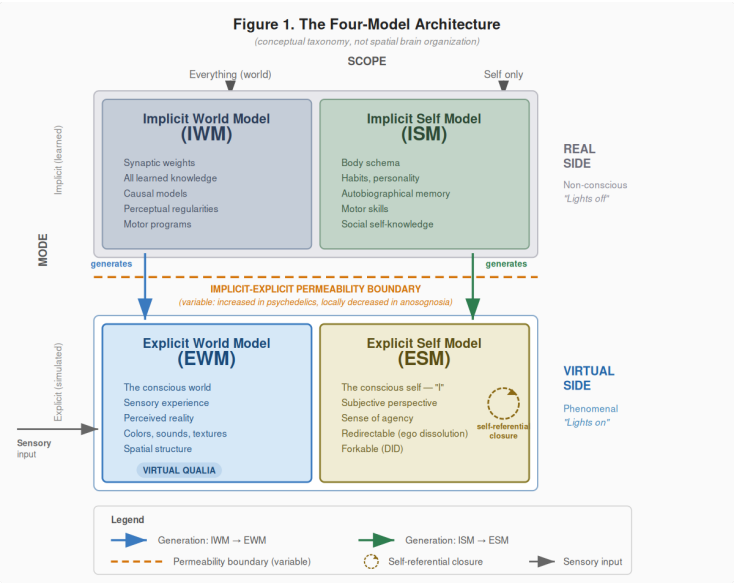 Figure 1. The Four-Model Architecture
(conceptual taxonomy, not spatial brain organization)
SCOPE
Everything (world)
Self only
MODE
Implicit (learned)
Implicit World Model
(IWM)
Synaptic weights
All learned knowledge
Causal models
Perceptual regularities
Motor programs
Implicit Self Model
(ISM)
Body schema
Habits, personality
Autobiographical memory
Motor skills
Social self-knowledge
REAL
SIDE
Non-conscious
"Lights off"
generates
generates
IMPLICIT-EXPLICIT PERMEABILITY BOUNDARY
(variable: increased in psychedelics, locally decreased in anosognosia)
Explicit (simulated)
Sensory
input
Explicit World Model
(EWM)
The conscious world
Sensory experience
Perceived reality
Colors, sounds, textures
Spatial structure
VIRTUAL QUALIA
Explicit Self Model
(ESM)
The conscious self — "I"
Subjective perspective
Sense of agency
Redirectable (ego dissolution)
Forkable (DID)
self-referential
closure
VIRTUAL
SIDE
Phenomenal
"Lights on"
Legend
Generation: IWM → EWM
Generation: ISM → ESM
Permeability boundary (variable)
Self-referential closure
Sensory input